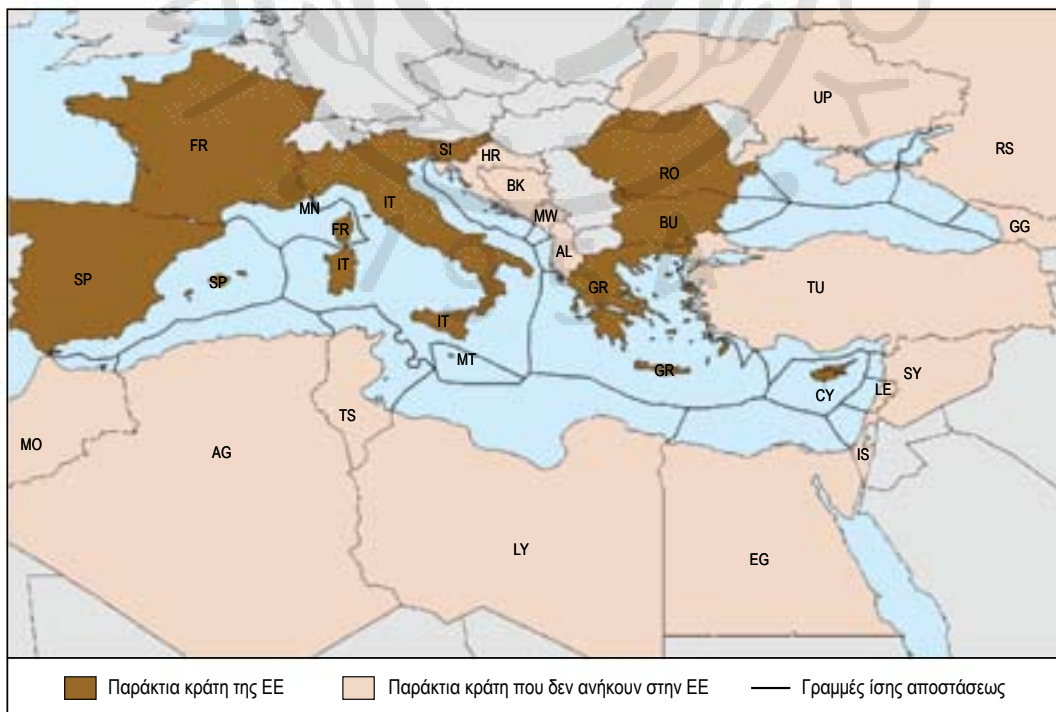 UP
FR
SI
HR
RS
RO
BK
MN
IT
MW
BU
GG
FR
AL
IT
SP
SP
GR
TU
IT
MT
GR
CY
LE
SY
MO
TS
AG
IS
LY
EG
Παράκτια κράτη της ΕΕ
Παράκτια κράτη που δεν ανήκουν στην ΕΕ
Γραμμές ίσης αποστάσεως